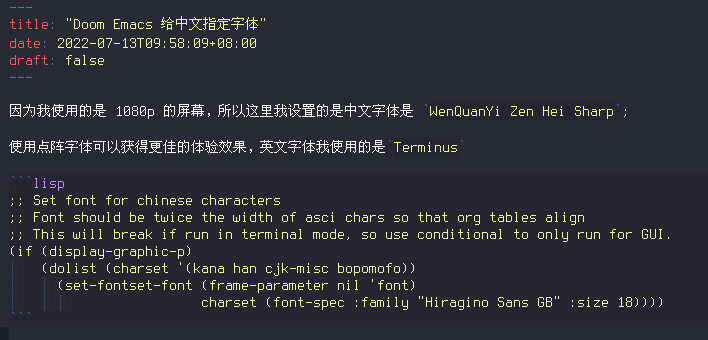 ---
title: "Doom Emacs 给中文指定字体"
date: 2022-07-13T09:58:09+08:00
draft: false
---
因为我使用的是 1080p 的屏幕，所以这里我设置的是中文字体是 `WenQuanYi Zen Hei Sharp`;
使用点阵字体可以获得更佳的体验效果，英文字体我使用的是`Terminus`
```lisp
;; Set font for chinese characters
;; Font should be twice the width of asci chars so that org tables align
;; This will break if run in terminal mode, so use conditional to only run for GUI.
(if (display-graphic-p)
    (dolist (charset '(kana han cjk-misc bopomofo))
      (set-fontset-font (frame-parameter nil 'font)
                        charset (font-spec :family "Hiragino Sans GB" :size 18))))
```